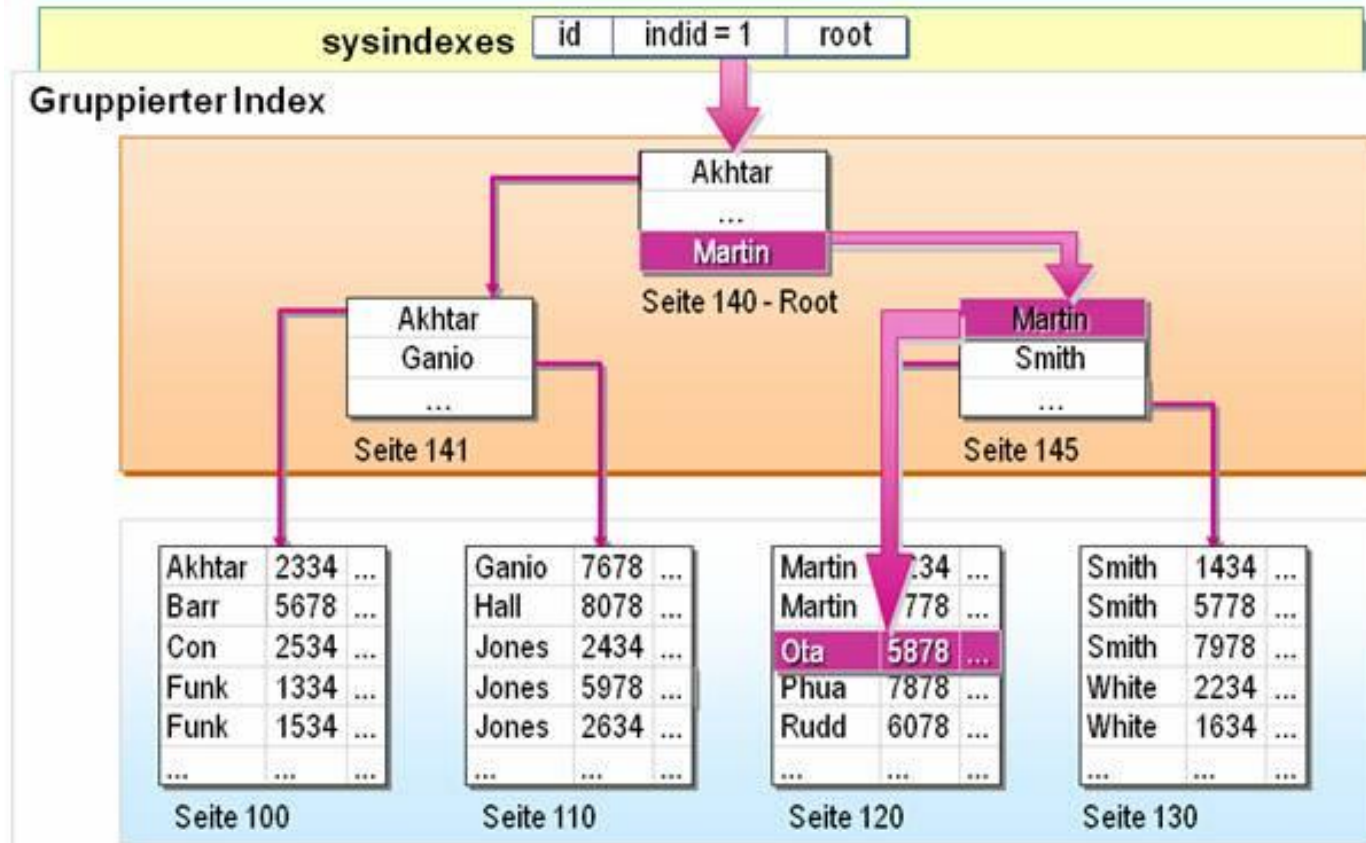 sysindexes id indid = 1 root
Gruppierter Index
Akhtar
...
Martin
Seite 140 - Root
Akhtar
Ganio
...
Seite 141
Martin
Smith
...
Seite 145
Akhtar 2334 ...
Barr 5678 ...
Con 2534 ...
Funk 1334 ...
Funk 1534 ...
... ... ...
Seite 100
Ganio 7678 ...
Hall 8078 ...
Jones 2434 ...
Jones 5978 ...
Jones 2634 ...
... ... ...
Seite 110
Martin 234 ...
Martin 778 ...
Ota 5878 ...
Phua 7878 ...
Rudd 6078 ...
... ... ...
Seite 120
Smith 1434 ...
Smith 5778 ...
Smith 7978 ...
White 2234 ...
White 1634 ...
... ... ...
Seite 130